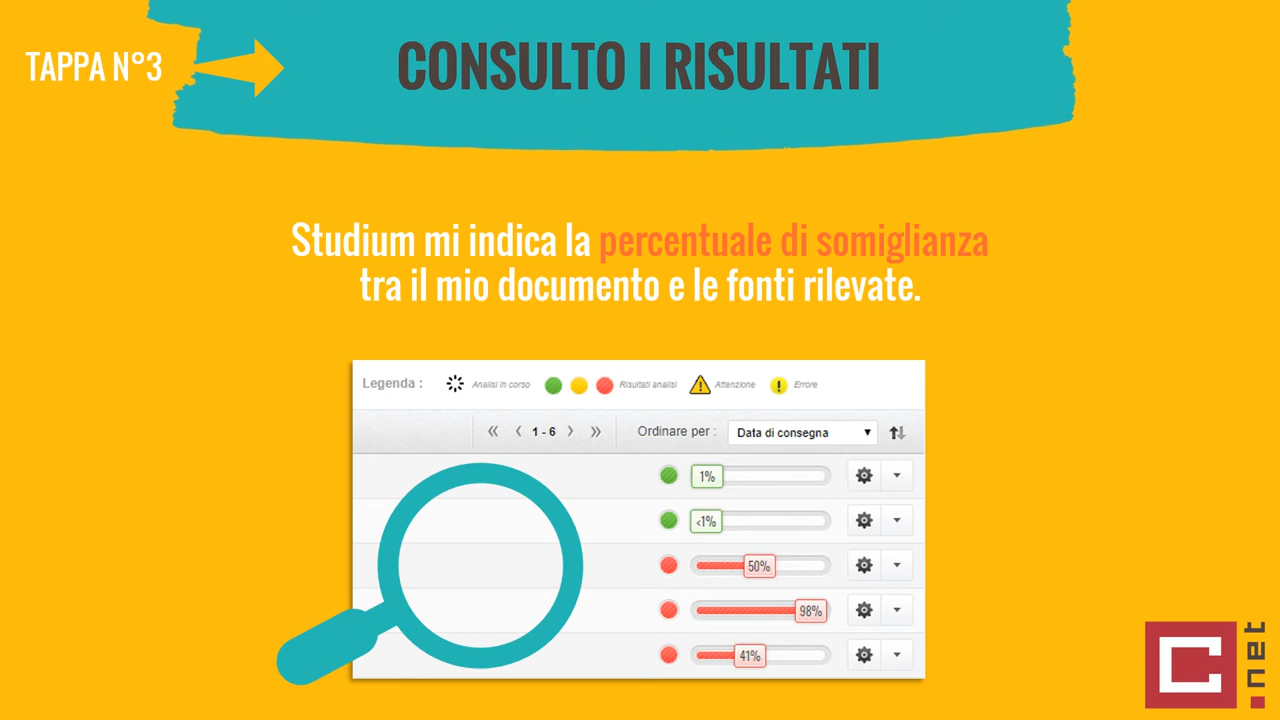 TAPPA N°3
CONSULTO I RISULTATI
Studium mi indica la percentuale di somiglianza
tra il mio documento e le fonti rilevate.
Legenda : Analisi in corso Risultati analisi Attenzione Errore
1 - 6 Ordinare per : Data di consegna
1%
<1%
50%
98%
41%
C
.net